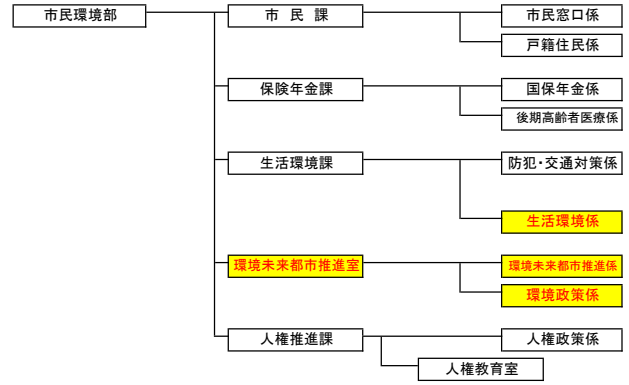 市民環境部
市　民　課
市民窓口係
戸籍住民係
保険年金課
国保年金係
後期高齢者医療係
生活環境課
防犯・交通対策係
生活環境係
環境未来都市推進室
環境未来都市推進係
環境政策係
人権推進課
人権政策係
人権教育室